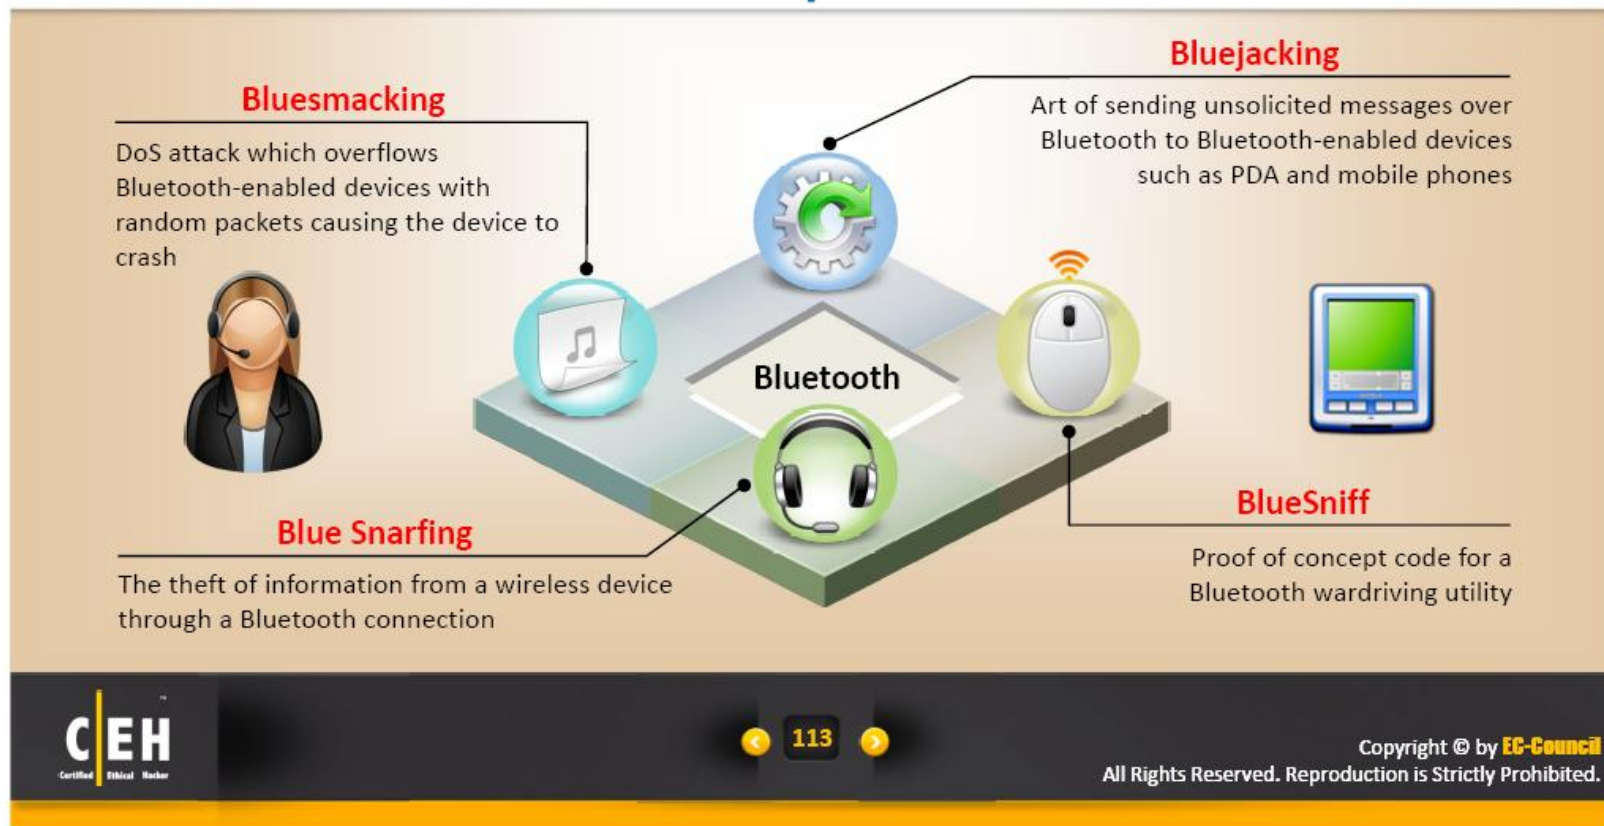 Bluejacking
Art of sending unsolicited messages over
Bluetooth to Bluetooth-enabled devices
such as PDA and mobile phones
Bluesmacking
DoS attack which overflows
Bluetooth-enabled devices with
random packets causing the device to
crash
Bluetooth
Blue Snarfing
The theft of information from a wireless device
through a Bluetooth connection
BlueSniff
Proof of concept code for a
Bluetooth wardriving utility
C EH
Certified Ethical Hacker
113
Copyright © by EC-Council
All Rights Reserved. Reproduction is Strictly Prohibited.